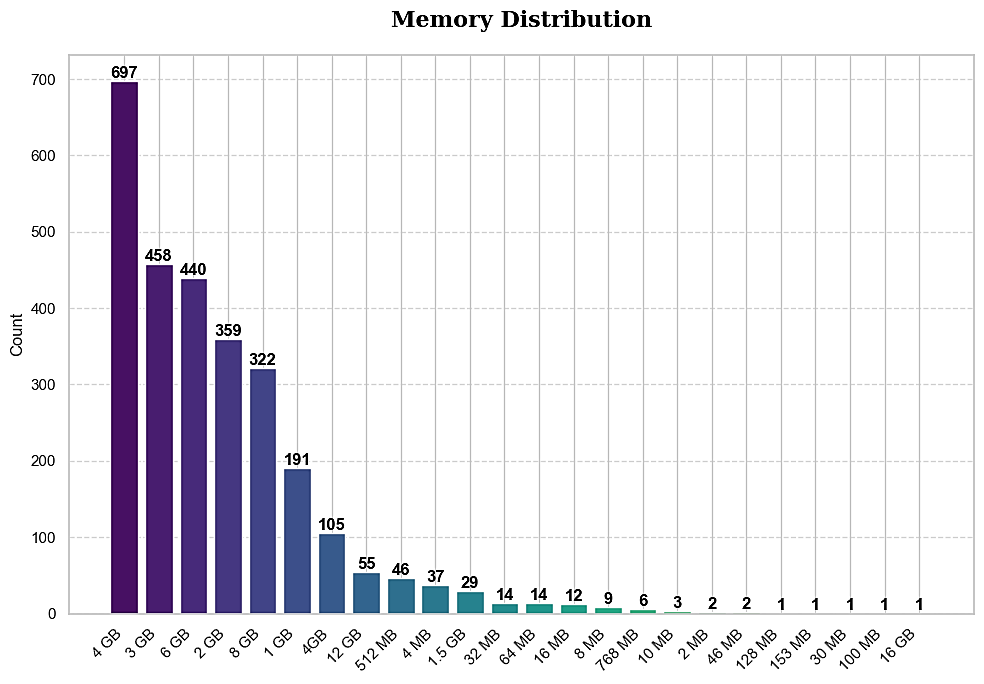 Memory Distribution
Count
700
600
500
400
300
200
100
0
697
458
440
359
322
191
105
55
46
37
29
14
14
12
9
6
3
2
2
1
1
1
1
1
4 GB
3 GB
6 GB
2 GB
8 GB
1 GB
4GB
12 GB
512 MB
4 MB
1.5 GB
32 MB
64 MB
16 MB
8 MB
768 MB
10 MB
2 MB
46 MB
128 MB
153 MB
30 MB
100 MB
16 GB